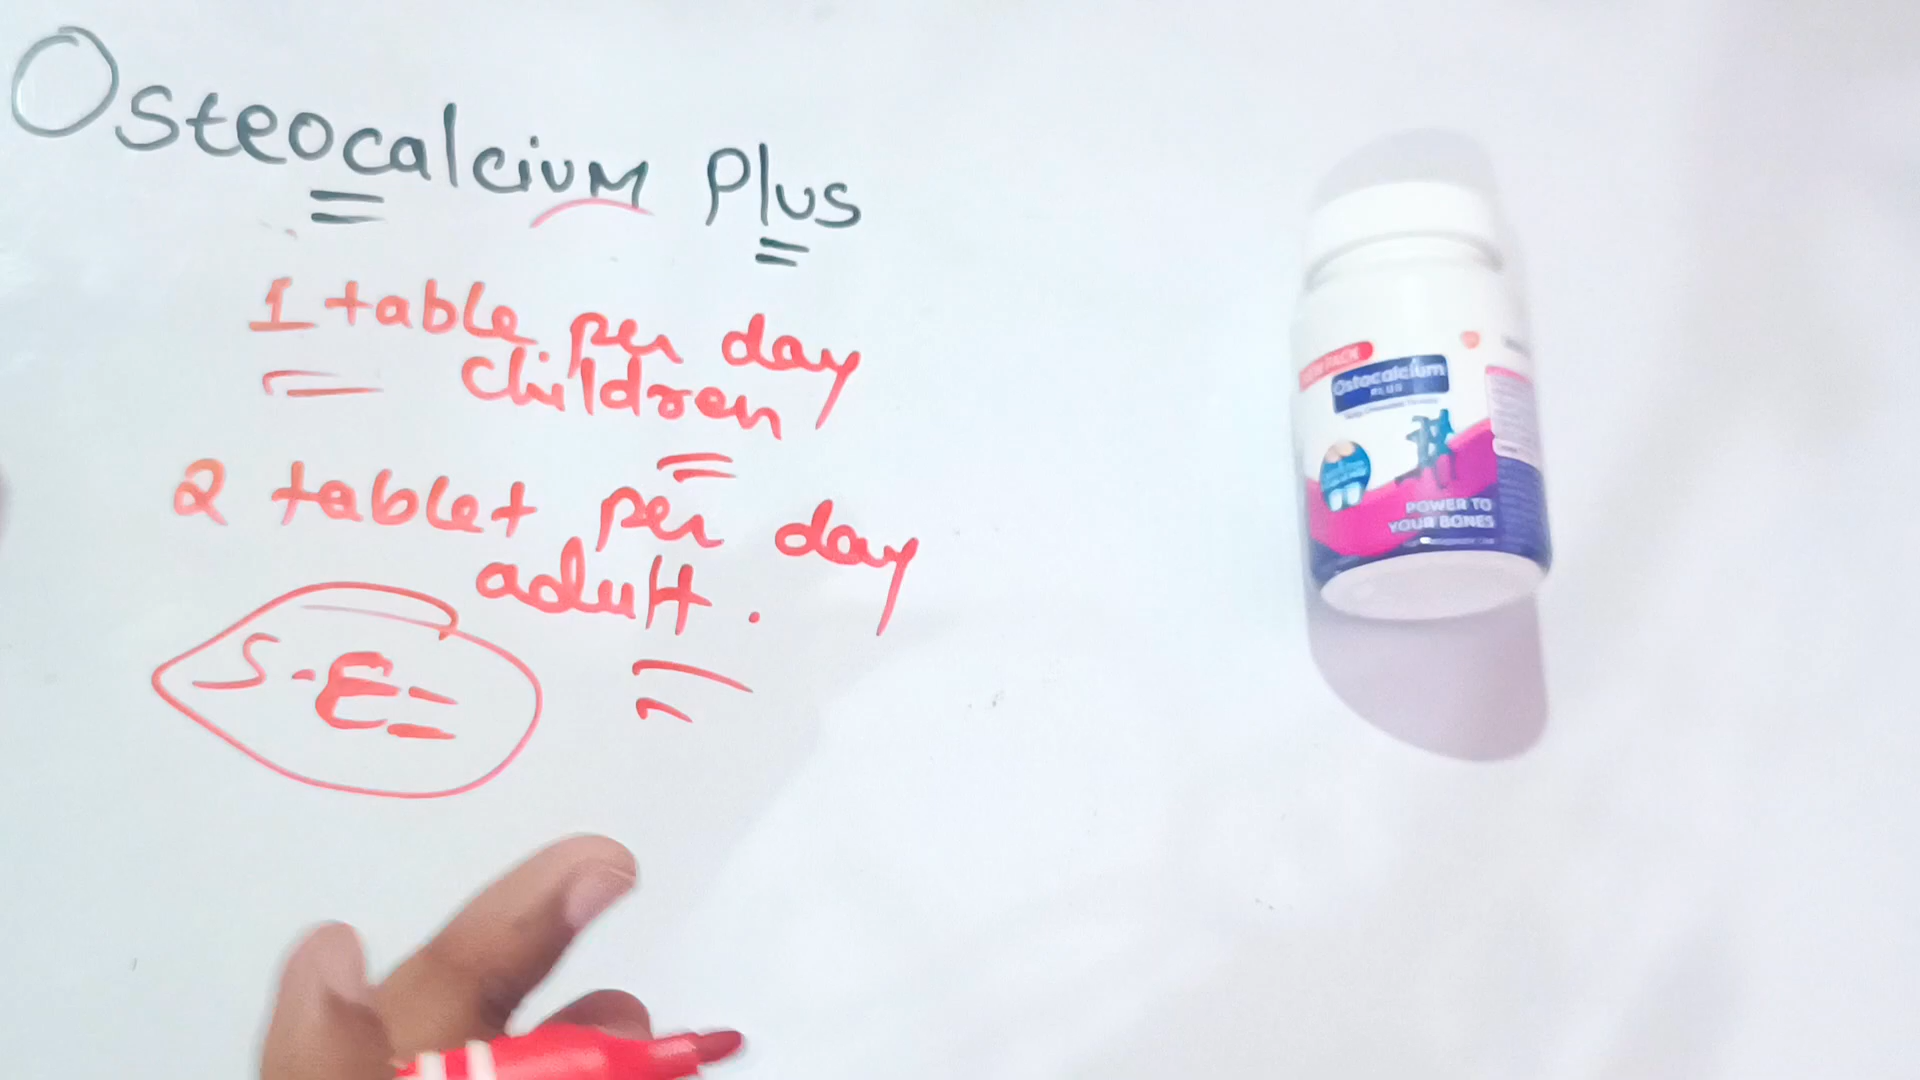 Osteocalcium Plus
1 table per day
children
2 tablet per day
adult.
S.E=
Ostocalcium
PLUS
POWER TO
YOUR BONES